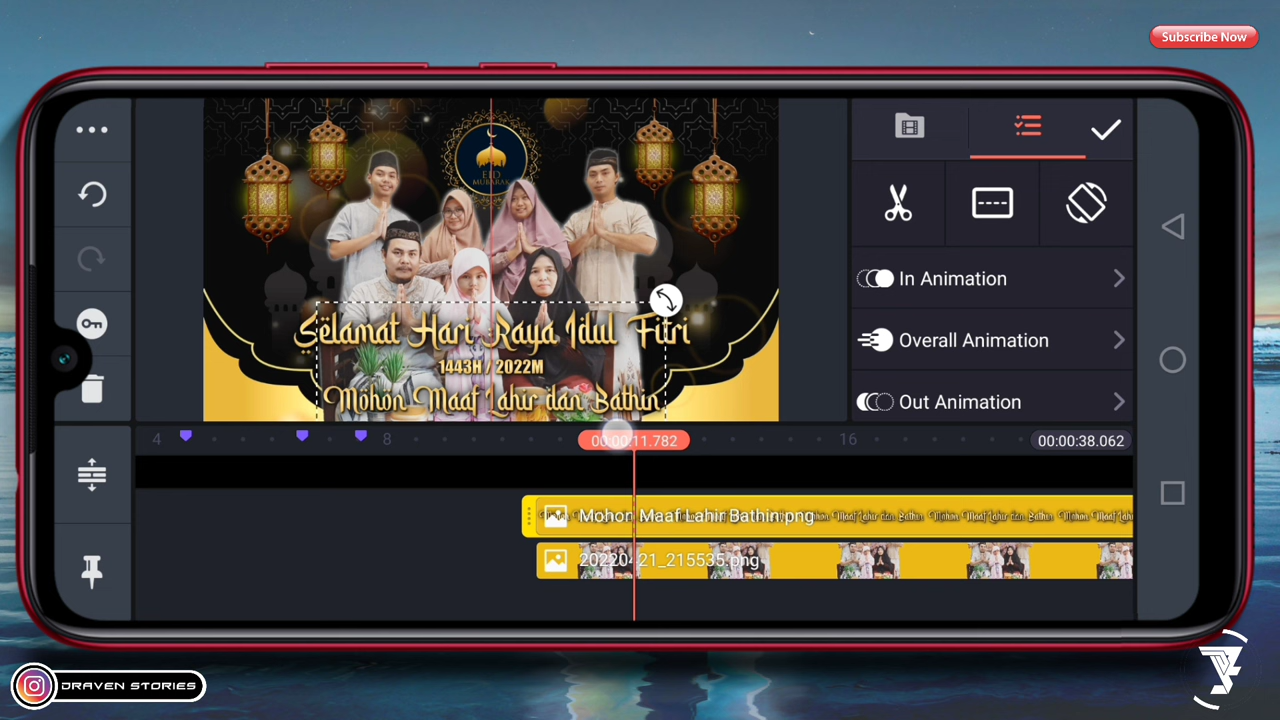 Subscribe Now
EID
MUBARAK
Selamat Hari Raya Idul Fitri
1443H / 2022M
Mohon Maaf Lahir dan Bathin
In Animation
Overall Animation
Out Animation
4
8
00:00:11.782
16
00:00:38.062
Mohon Maaf Lahir Bathin.png
20220421_215535.png
DRAVEN STORIES